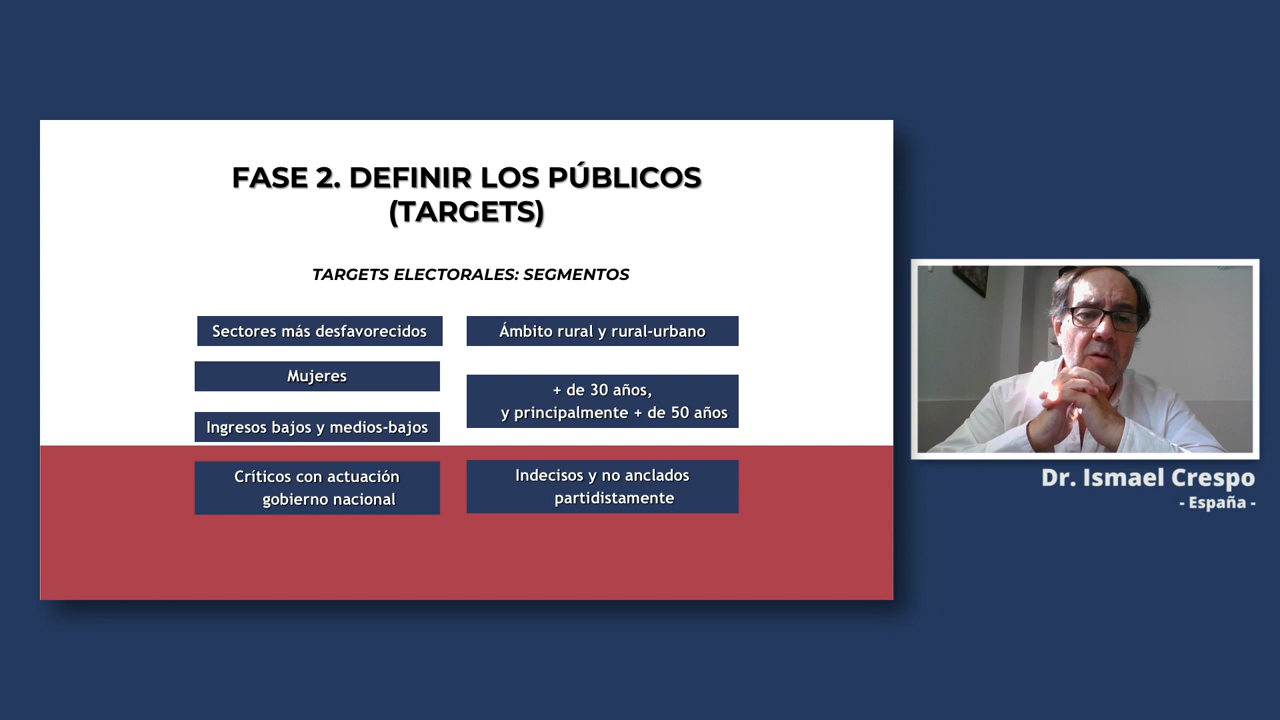 FASE 2. DEFINIR LOS PÚBLICOS
(TARGETS)
TARGETS ELECTORALES: SEGMENTOS
Sectores más desfavorecidos
Mujeres
Ingresos bajos y medios-bajos
Críticos con actuación
gobierno nacional
Ámbito rural y rural-urbano
+ de 30 años,
y principalmente + de 50 años
Indecisos y no anclados
partidistamente
Dr. Ismael Crespo
- España -